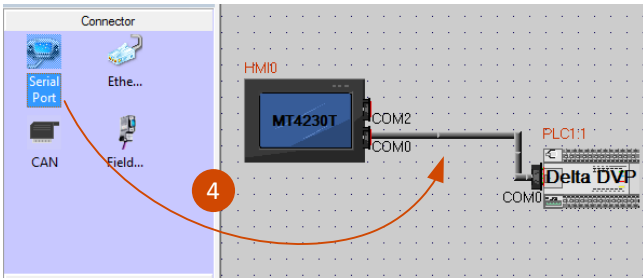 Connector
Serial
Port
Ethe...
CAN
Field...
4
HMI0
MT4230T
COM2
COM0
PLC1:1
Delta DVP
COM0